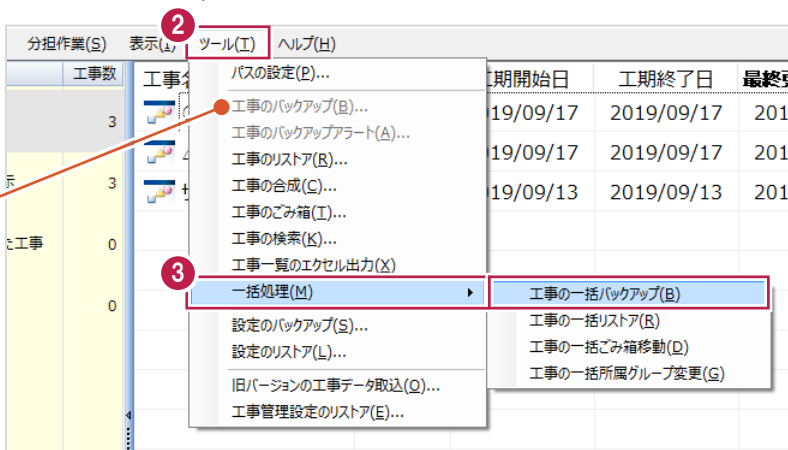 2
分担作業(S) 表示(I) ツール(T) ヘルプ(H)
工事数 工事名 工期開始日 工期終了日 最終更
3 19/09/17 2019/09/17 201
19/09/17 2019/09/17 201
示 3 サ 19/09/13 2019/09/13 201
た工事 0
0
パスの設定(P)...
工事のバックアップ(B)...
工事のバックアップアラート(A)...
工事のリストア(R)...
工事の合成(C)...
工事のごみ箱(T)...
工事の検索(K)...
工事一覧のエクセル出力(X)
3
一括処理(M)
設定のバックアップ(S)...
設定のリストア(L)...
旧バージョンの工事データ取込(O)...
工事管理設定のリストア(E)...
工事の一括バックアップ(B)
工事の一括リストア(R)
工事の一括ごみ箱移動(D)
工事の一括所属グループ変更(G)